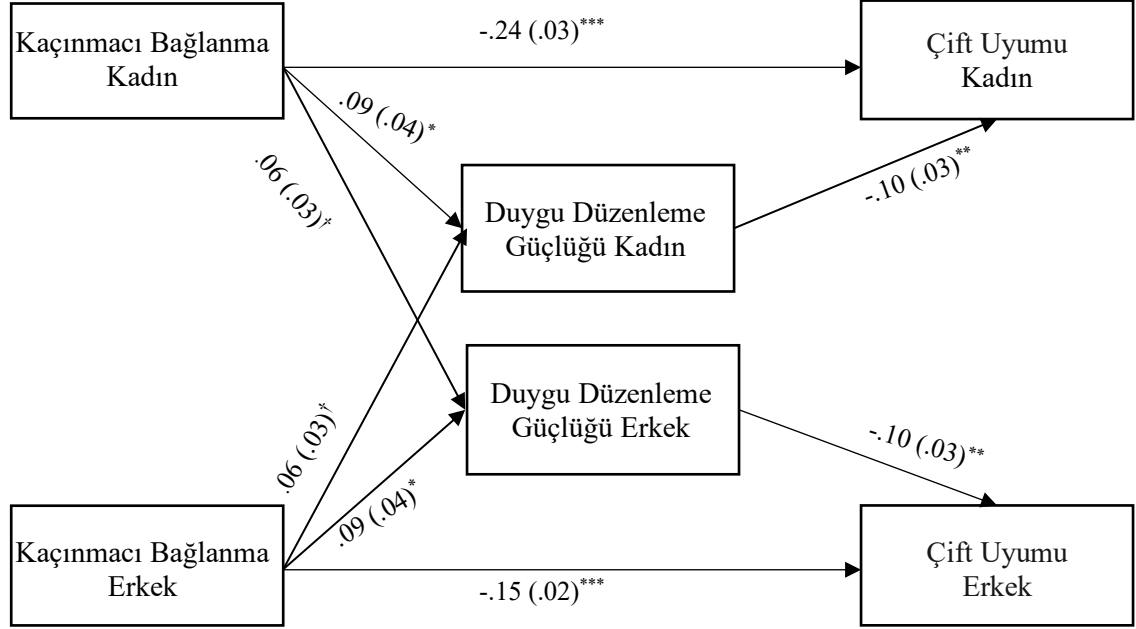 Kaçınmacı Bağlanma
Kadın
-.24 (.03)***
Çift Uyumu
Kadın
.09 (.04)*
.06 (.03)†
-.10 (.03)**
Duygu Düzenleme
Güçlüğü Kadın
Duygu Düzenleme
Güçlüğü Erkek
.06 (.03)†
.09 (.04)*
-.10 (.03)**
Kaçınmacı Bağlanma
Erkek
-.15 (.02)***
Çift Uyumu
Erkek